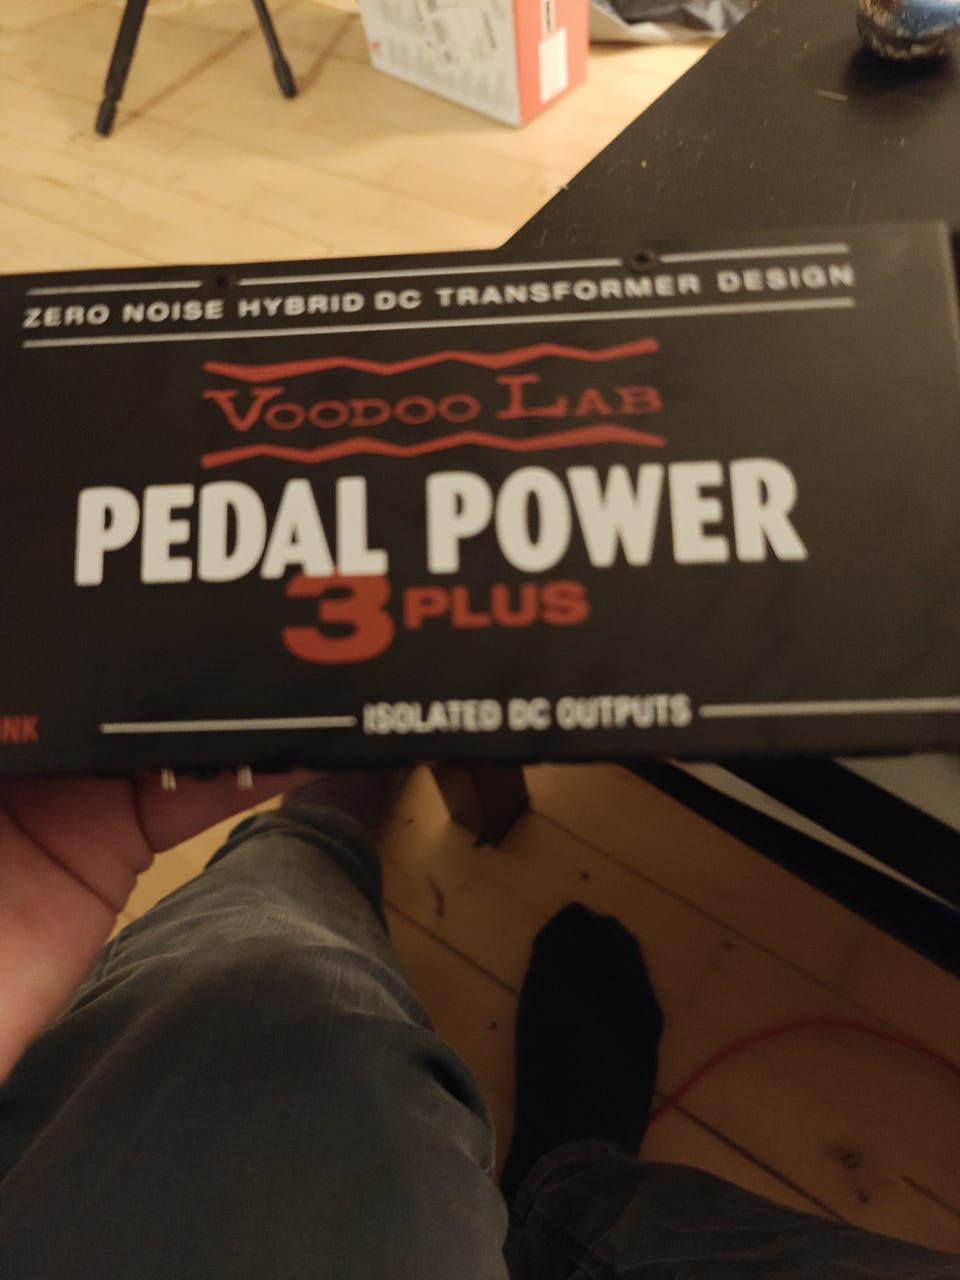 ZERO NOISE HYBRID DC TRANSFORMER DESIGN
VOODOO LAB
PEDAL POWER
3 PLUS
ISOLATED DC OUTPUTS